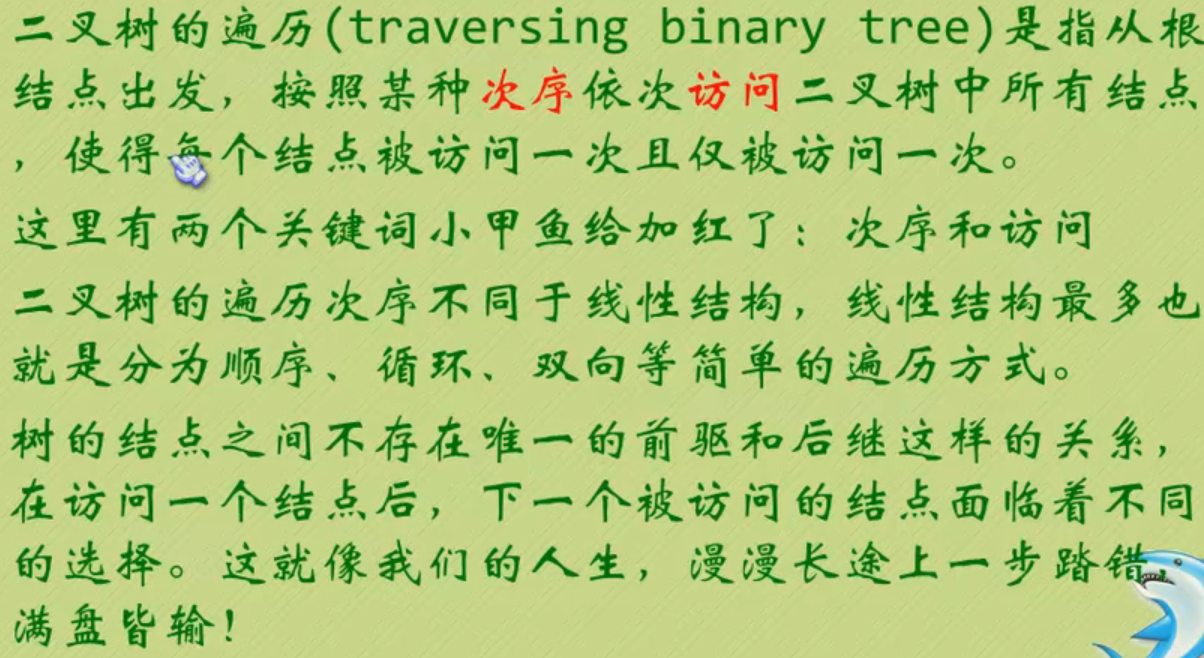 二叉树的遍历(traversing binary tree)是指从根
结点出发，按照某种次序依次访问二叉树中所有结点
，使得每个结点被访问一次且仅被访问一次。
这里有两个关键词小甲鱼给加红了：次序和访问
二叉树的遍历次序不同于线性结构，线性结构最多也
就是分为顺序、循环、双向等简单的遍历方式。
树的结点之间不存在唯一的前驱和后继这样的关系，
在访问一个结点后，下一个被访问的结点面临着不同
的选择。这就像我们的人生，漫漫长途上一步踏错
满盘皆输！